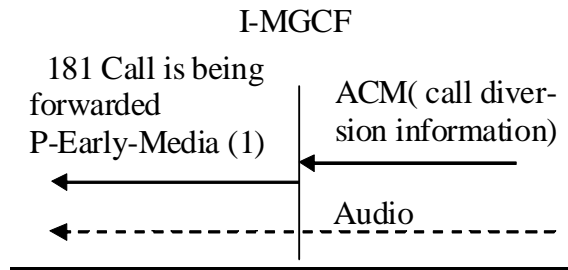 I-MGCF
181 Call is being
forwarded
P-Early-Media (1)
ACM( call diver-
sion information)
Audio